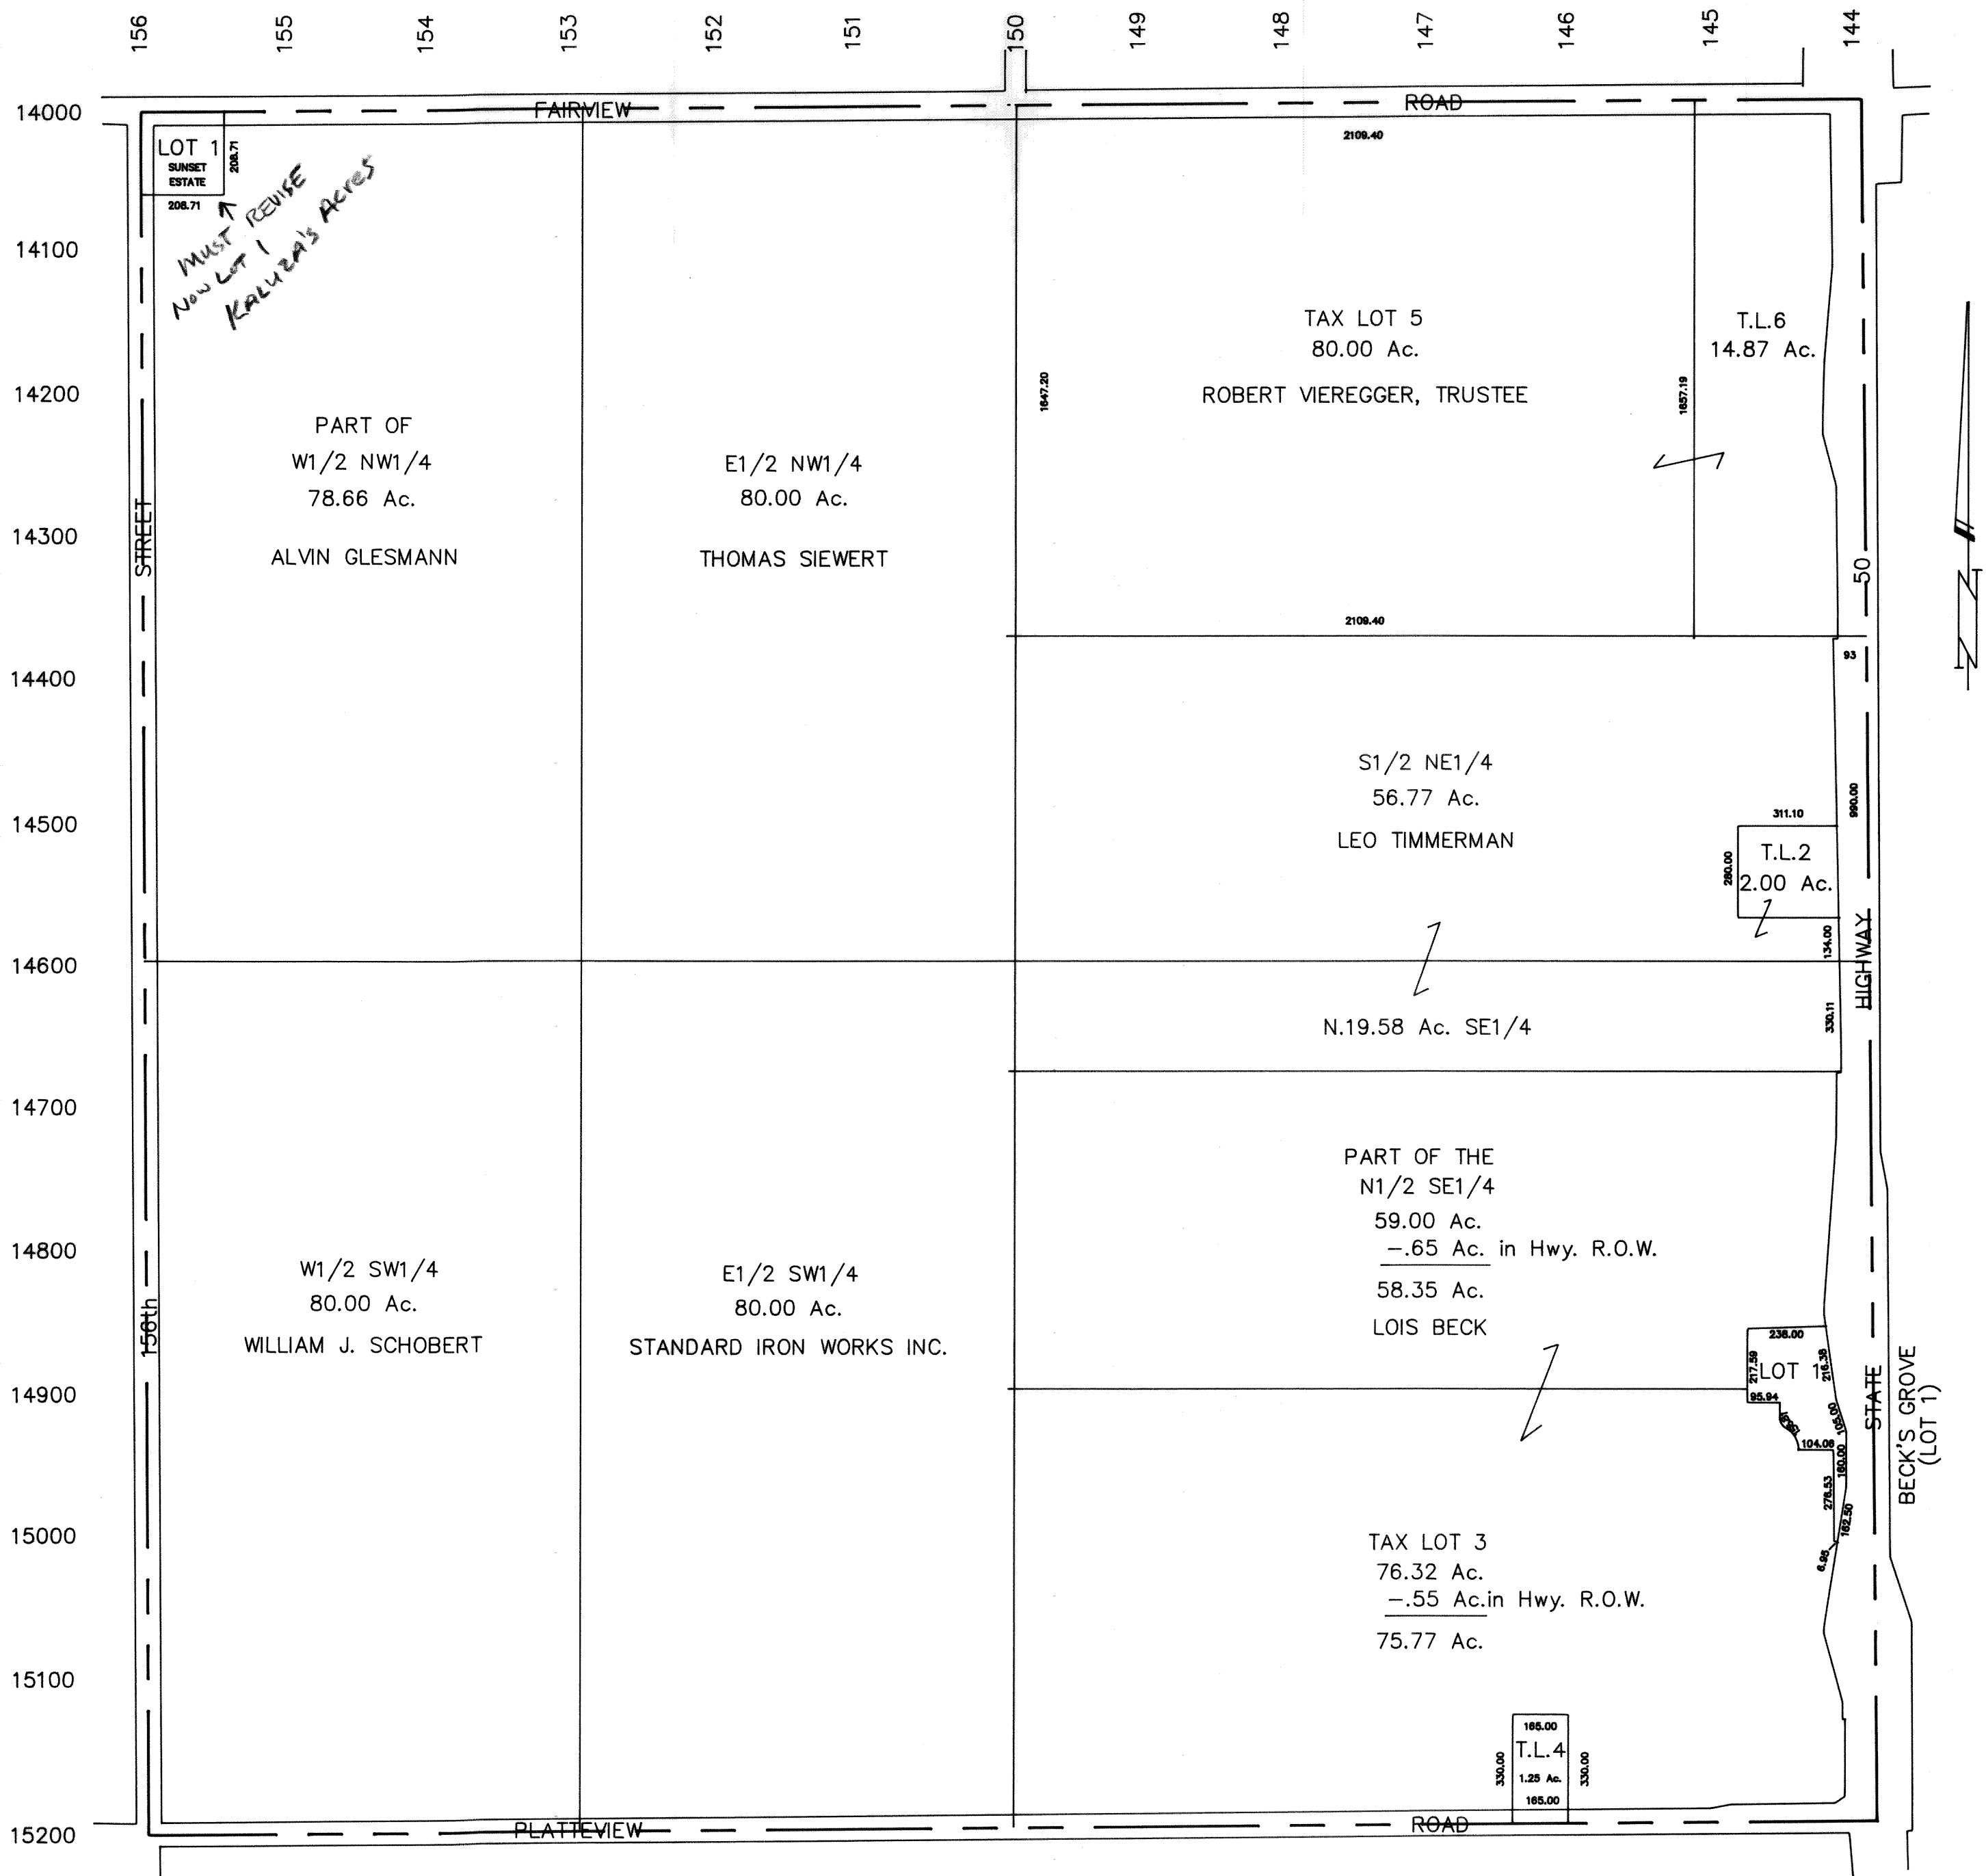 156
155
154
153
152
151
150
149
148
147
146
145
144
14000
14100
14200
14300
14400
14500
14600
14700
14800
14900
15000
15100
15200
FAIRVIEW
ROAD
LOT 1
SUNSET
ESTATE
208.71
208.71
MUST REVISE
NOW LOT 1
KALUZA'S ACRES
STREET
156th
PART OF
W1/2 NW1/4
78.66 Ac.
ALVIN GLESMANN
E1/2 NW1/4
80.00 Ac.
THOMAS SIEWERT
2109.40
1647.20
TAX LOT 5
80.00 Ac.
ROBERT VIEREGGER, TRUSTEE
1657.19
2109.40
T.L.6
14.87 Ac.
50
HIGHWAY
STATE
93
990.00
S1/2 NE1/4
56.77 Ac.
LEO TIMMERMAN
311.10
280.00
T.L.2
2.00 Ac.
134.00
330.11
N.19.58 Ac. SE1/4
W1/2 SW1/4
80.00 Ac.
WILLIAM J. SCHOBERT
E1/2 SW1/4
80.00 Ac.
STANDARD IRON WORKS INC.
PART OF THE
N1/2 SE1/4
59.00 Ac.
-.65 Ac. in Hwy. R.O.W.
58.35 Ac.
LOIS BECK
238.00
217.59
LOT 1
216.38
95.94
105.00
104.06
160.00
276.53
162.50
6.95
BECK'S GROVE
(LOT 1)
TAX LOT 3
76.32 Ac.
-.55 Ac.in Hwy. R.O.W.
75.77 Ac.
165.00
330.00
T.L.4
1.25 Ac.
330.00
165.00
PLATTEVIEW
ROAD
N